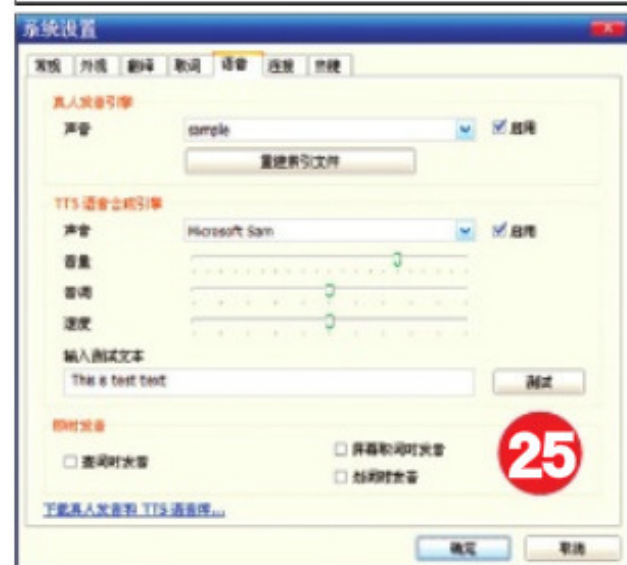 系统设置
常规 外观 翻译 取词 语音 连接 热键
真人发音引擎
声音 sample 启用
重建索引文件
TTS 语音合成引擎
声音 Microsoft Sam 启用
音量
音调
速度
输入测试文本
This is test text 测试
即时发音
查词时发音 屏幕取词时发音
划词时发音
25
下载真人发音和 TTS 语音库...
确定 取消